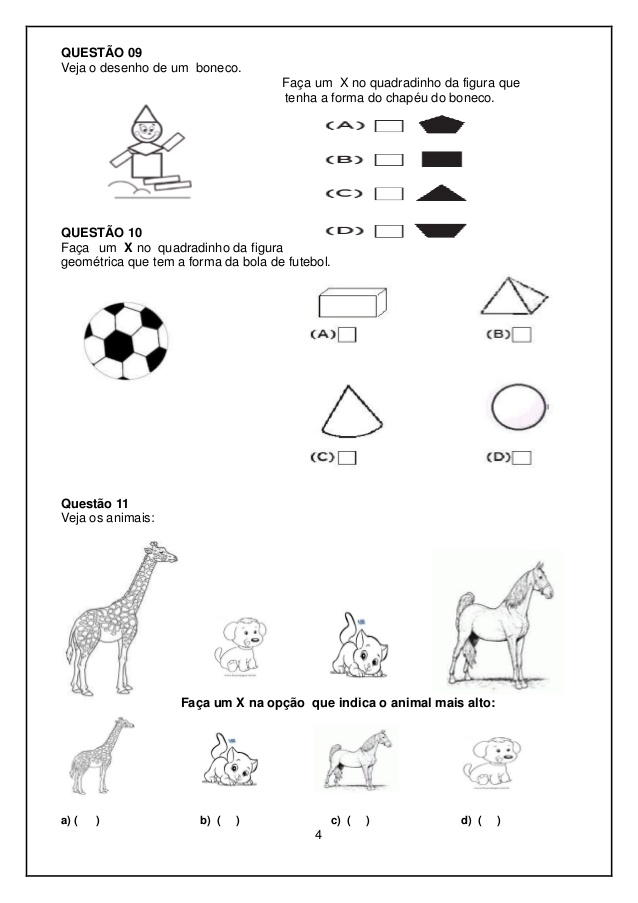 QUESTÃO 09
Veja o desenho de um boneco.
Faça um X no quadradinho da figura que
tenha a forma do chapéu do boneco.
(A)
(B)
(C)
(D)
QUESTÃO 10
Faça um X no quadradinho da figura
geométrica que tem a forma da bola de futebol.
(A)
(B)
(C)
(D)
Questão 11
Veja os animais:
Faça um X na opção que indica o animal mais alto:
a) ( ) b) ( ) c) ( ) d) ( )
4